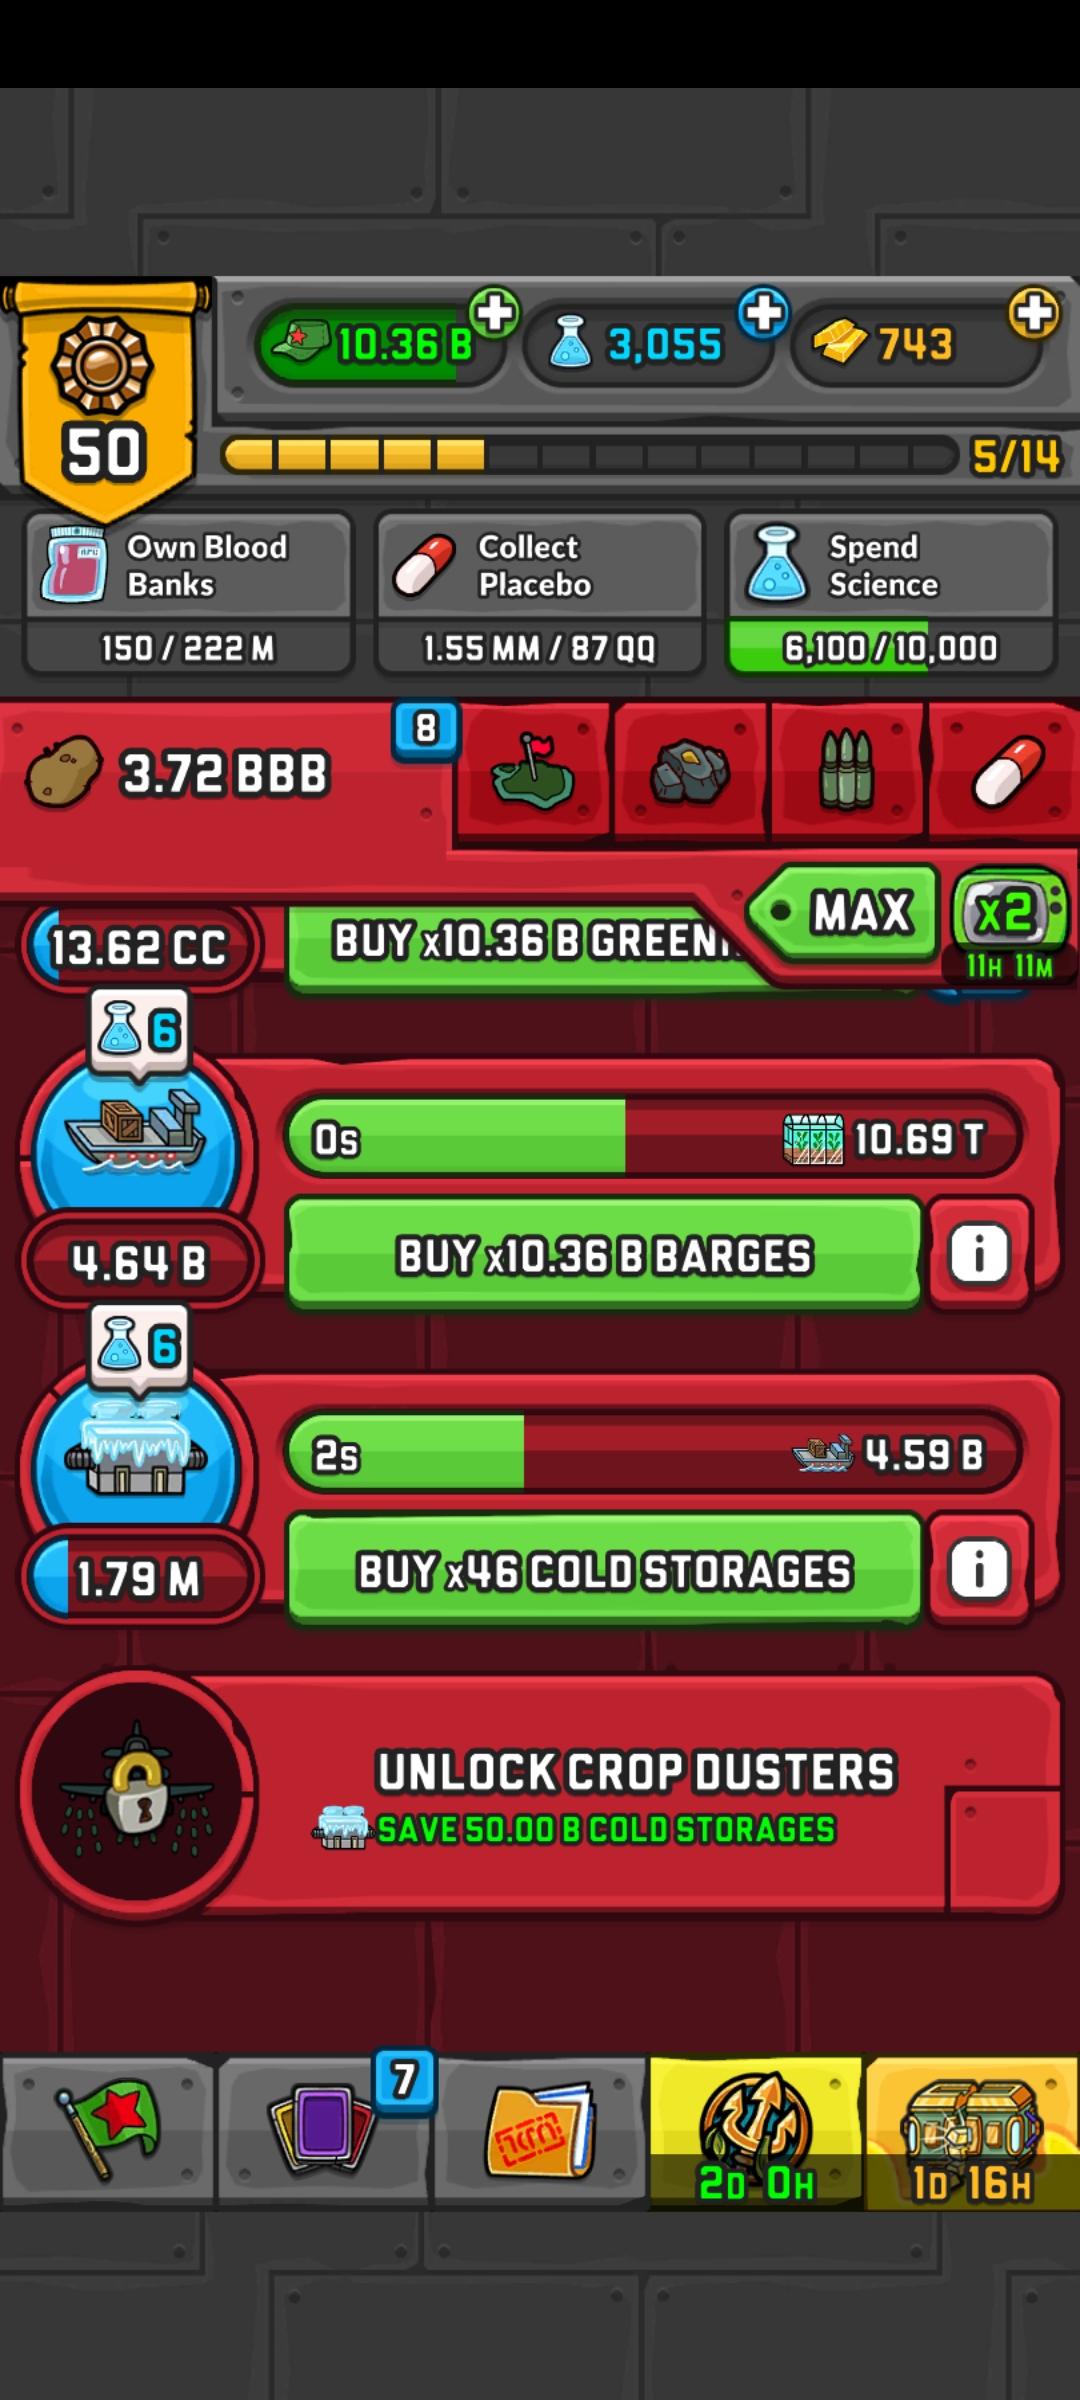 10.36 B
3,055
743
50
5/14
Own Blood
Banks
150 / 222 M
Collect
Placebo
1.55 MM / 87 QQ
Spend
Science
6,100 / 10,000
3.72 BBB
8
MAX
x2
11H 11M
13.62 CC
BUY x10.36 B GREEN
6
0s
10.69 T
4.64 B
BUY x10.36 B BARGES
i
6
2s
4.59 B
1.79 M
BUY x46 COLD STORAGES
i
UNLOCK CROP DUSTERS
SAVE 50.00 B COLD STORAGES
7
2D 0H
1D 16H